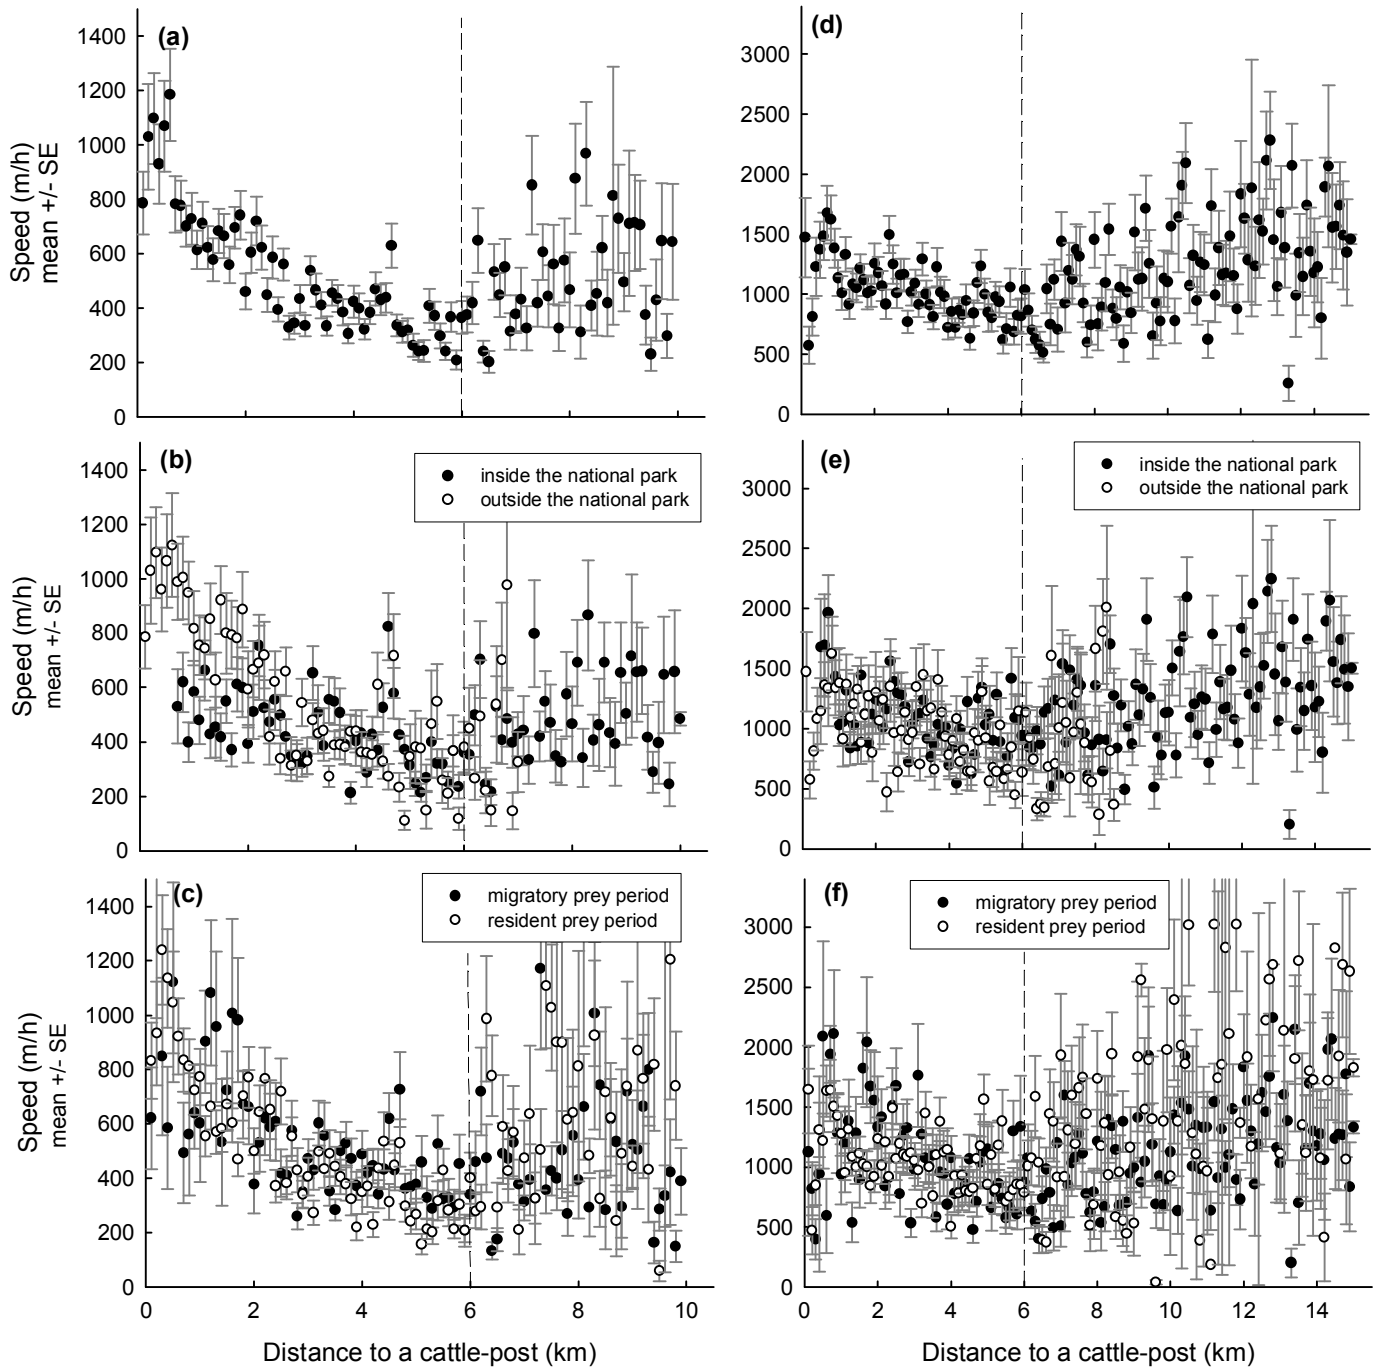 (a)
1400
1200
1000
800
600
400
200
0
Speed (m/h)
mean +/- SE
(d)
3000
2500
2000
1500
1000
500
0
(b)
inside the national park
outside the national park
1400
1200
1000
800
600
400
200
0
Speed (m/h)
mean +/- SE
(e)
inside the national park
outside the national park
3000
2500
2000
1500
1000
500
0
(c)
migratory prey period
resident prey period
1400
1200
1000
800
600
400
200
0
Speed (m/h)
mean +/- SE
0 2 4 6 8 10
Distance to a cattle-post (km)
(f)
migratory prey period
resident prey period
3000
2500
2000
1500
1000
500
0
0 2 4 6 8 10 12 14
Distance to a cattle-post (km)